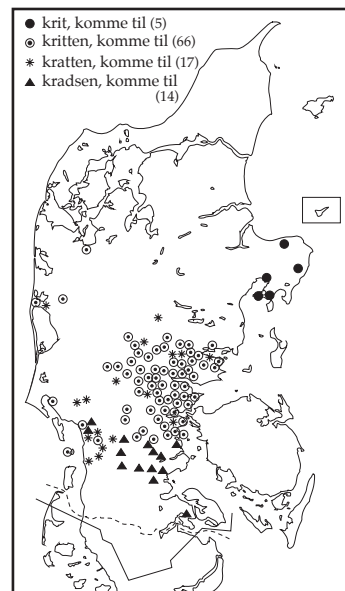 krit, komme til (5)
kritten, komme til (66)
kratten, komme til (17)
kradsen, komme til
(14)